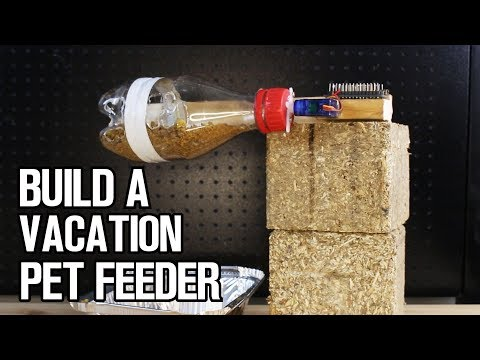 BUILD A
VACATION
PET FEEDER